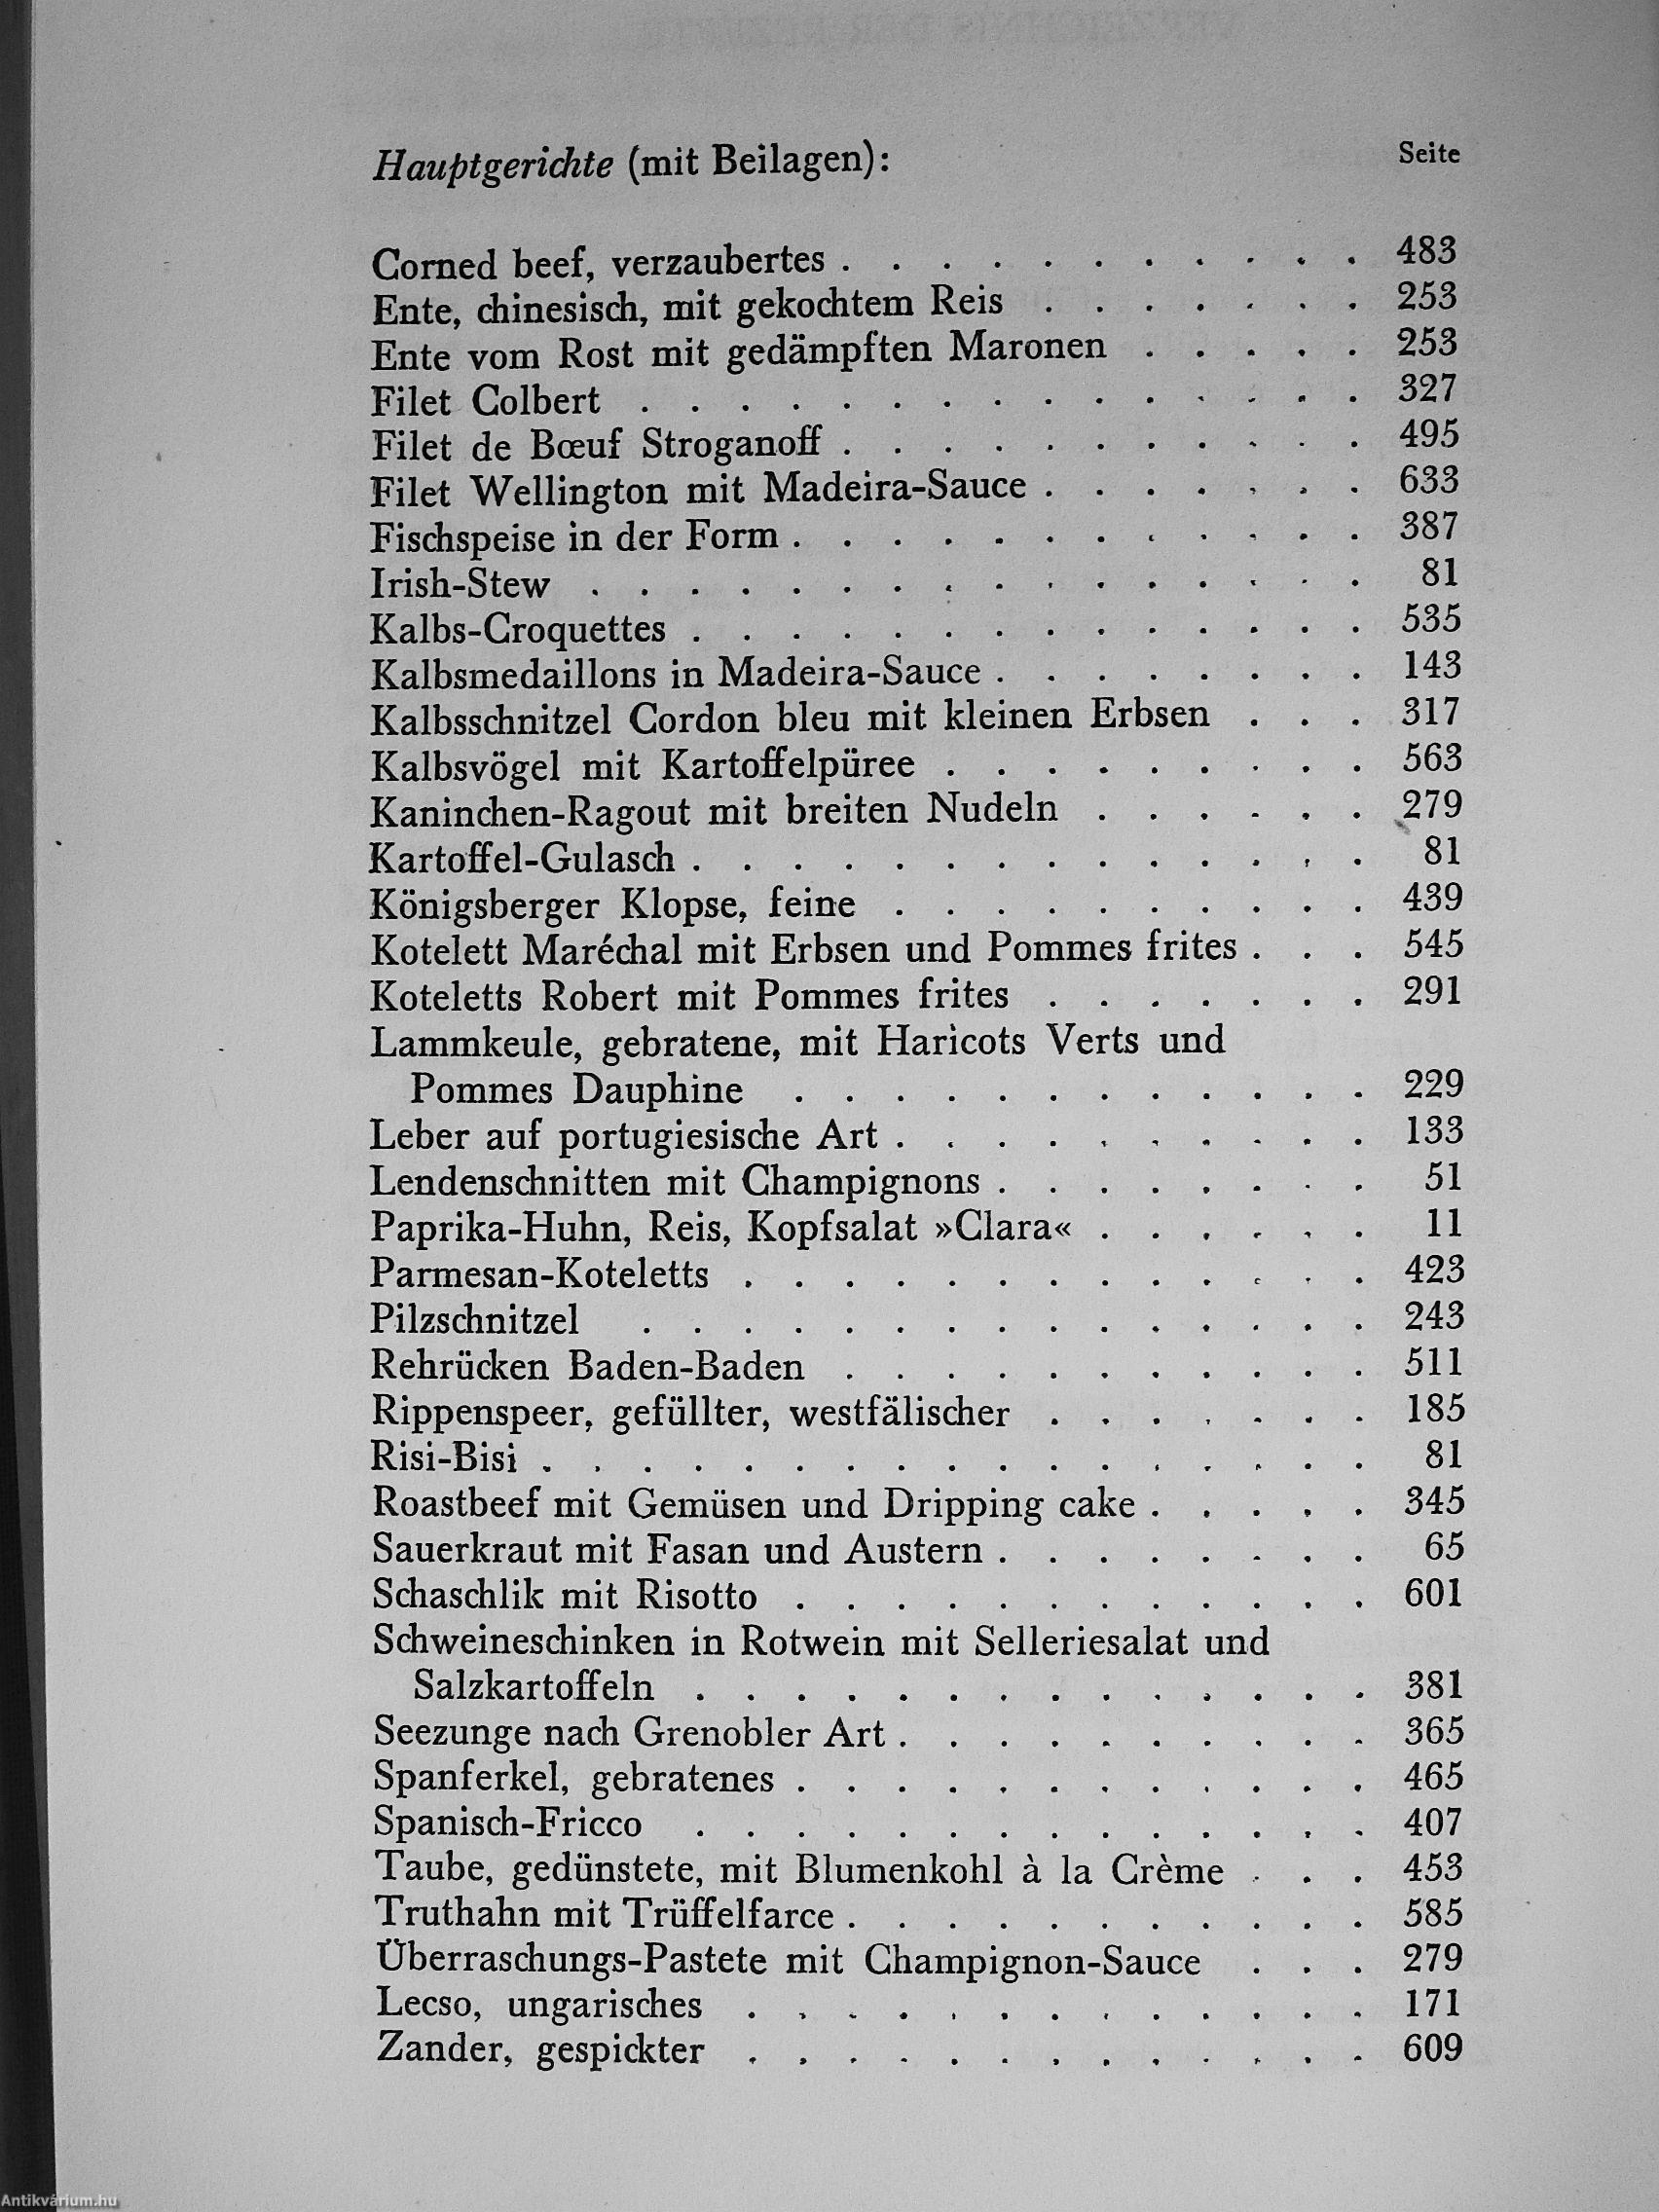 Hauptgerichte (mit Beilagen): Seite
Corned beef, verzaubertes . . . . . . . . . . . 483
Ente, chinesisch, mit gekochtem Reis . . . . . . . 253
Ente vom Rost mit gedämpften Maronen . . . . . 253
Filet Colbert . . . . . . . . . . . . . . . 327
Filet de Bœuf Stroganoff . . . . . . . . . . . 495
Filet Wellington mit Madeira-Sauce . . . . . . . 633
Fischspeise in der Form . . . . . . . . . . . . 387
Irish-Stew . . . . . . . . . . . . . . . . 81
Kalbs-Croquettes . . . . . . . . . . . . . . 535
Kalbsmedaillons in Madeira-Sauce . . . . . . . . 143
Kalbsschnitzel Cordon bleu mit kleinen Erbsen . . . 317
Kalbsvögel mit Kartoffelpüree . . . . . . . . . 563
Kaninchen-Ragout mit breiten Nudeln . . . . . . 279
Kartoffel-Gulasch . . . . . . . . . . . . . . 81
Königsberger Klopse, feine . . . . . . . . . . 439
Kotelett Maréchal mit Erbsen und Pommes frites . . . 545
Koteletts Robert mit Pommes frites . . . . . . . 291
Lammkeule, gebratene, mit Haricots Verts und
Pommes Dauphine . . . . . . . . . . . . 229
Leber auf portugiesische Art . . . . . . . . . . 133
Lendenschnitten mit Champignons . . . . . . . . 51
Paprika-Huhn, Reis, Kopfsalat »Clara« . . . . . . 11
Parmesan-Koteletts . . . . . . . . . . . . . 423
Pilzschnitzel . . . . . . . . . . . . . . . 243
Rehrücken Baden-Baden . . . . . . . . . . . 511
Rippenspeer, gefüllter, westfälischer . . . . . . . 185
Risi-Bisi . . . . . . . . . . . . . . . . . 81
Roastbeef mit Gemüsen und Dripping cake . . . . . 345
Sauerkraut mit Fasan und Austern . . . . . . . . 65
Schaschlik mit Risotto . . . . . . . . . . . . 601
Schweineschinken in Rotwein mit Selleriesalat und
Salzkartoffeln . . . . . . . . . . . . . . 381
Seezunge nach Grenobler Art . . . . . . . . . . 365
Spanferkel, gebratenes . . . . . . . . . . . . 465
Spanisch-Fricco . . . . . . . . . . . . . . 407
Taube, gedünstete, mit Blumenkohl à la Crème . . . 453
Truthahn mit Trüffelfarce . . . . . . . . . . . 585
Überraschungs-Pastete mit Champignon-Sauce . . . 279
Lecso, ungarisches . . . . . . . . . . . . . 171
Zander, gespickter . . . . . . . . . . . . . 609
Antikvárium.hu